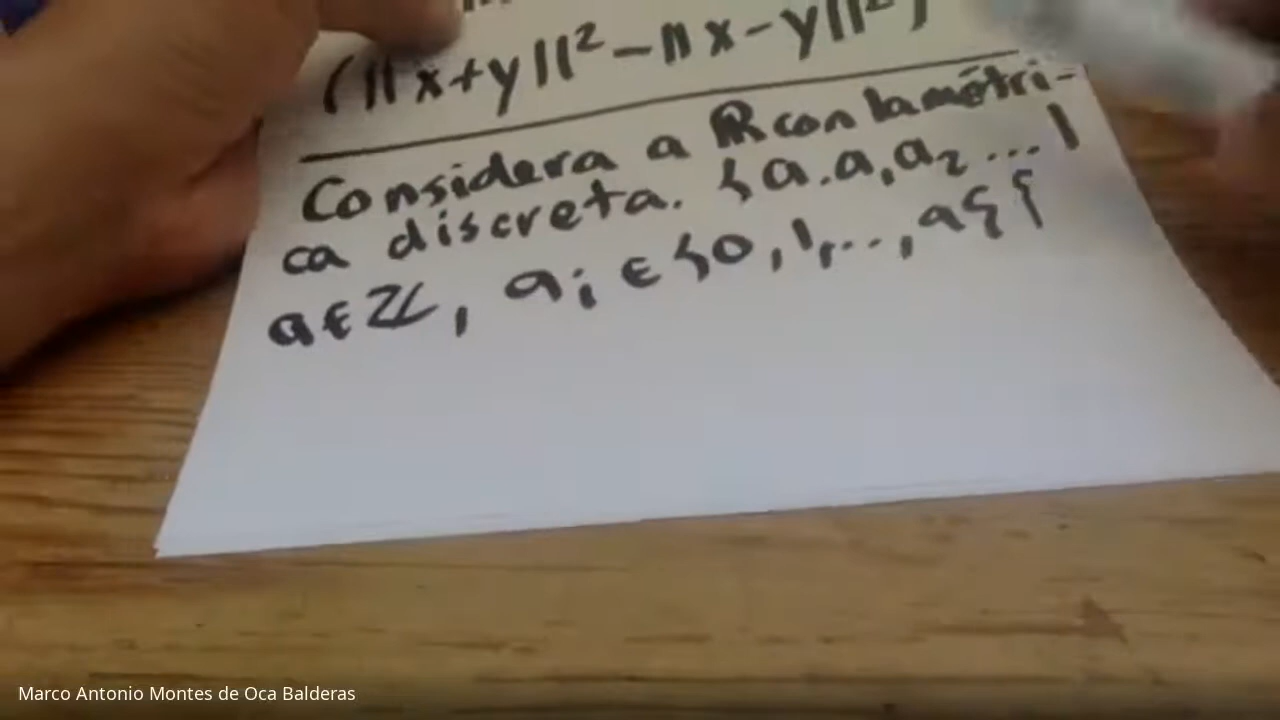 (||x+y||² - ||x-y||²)
Considera a ℝ con la métri-
ca discreta. {a.a₁a₂... |
a∈ℤ, aᵢ ∈ {0,1,..,9}}
Marco Antonio Montes de Oca Balderas